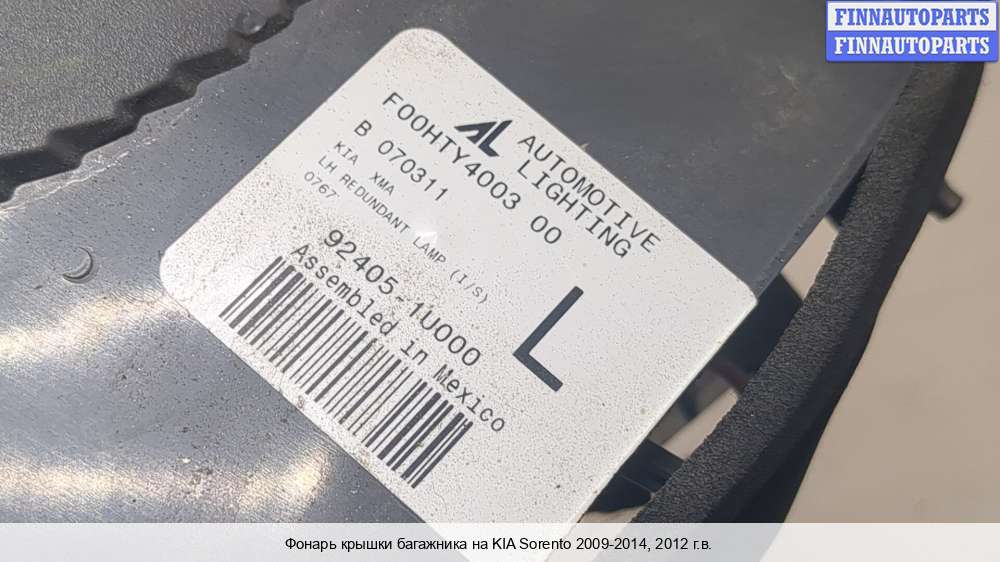 FINNAUTOPARTS
FINNAUTOPARTS
AL AUTOMOTIVE
LIGHTING
F00HTY4003 00
B 070311
KIA XMA
LH REDUNDANT LAMP (I/S)
0767
92405-1U000
L
Assembled in Mexico
Фонарь крышки багажника на KIA Sorento 2009-2014, 2012 г.в.